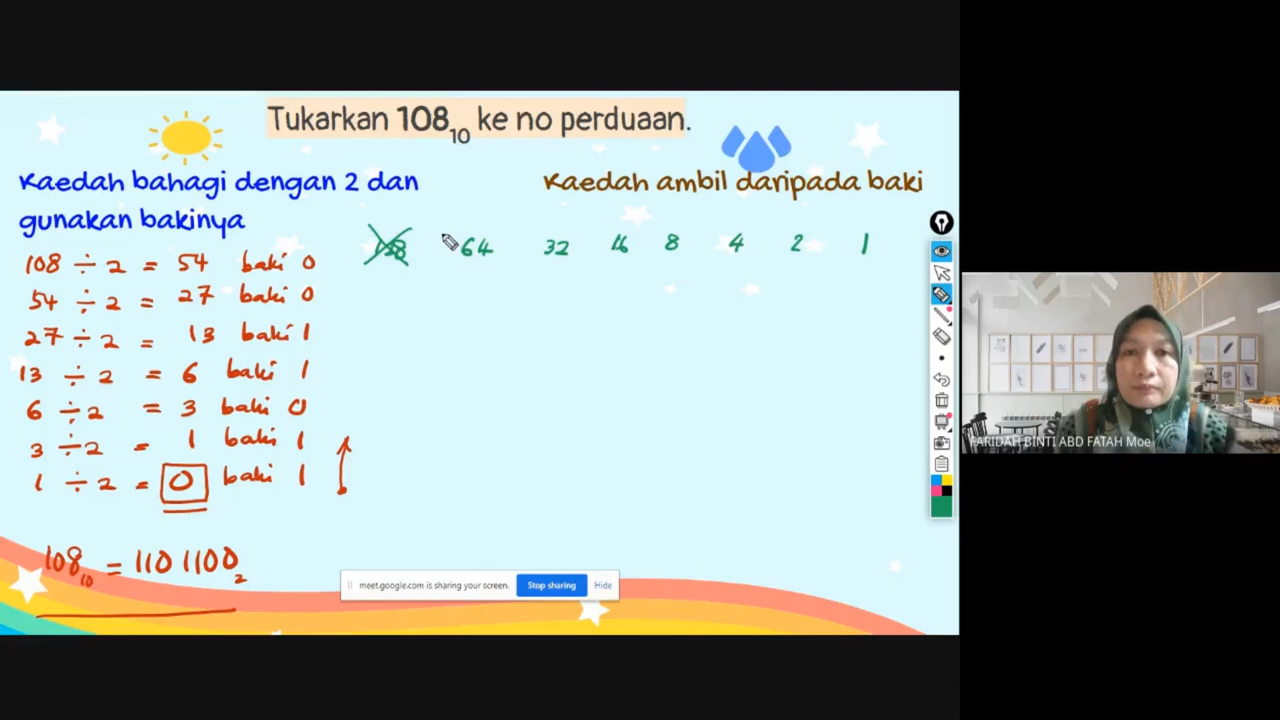 Tukarkan 108₁₀ ke no perduaan.
Kaedah bahagi dengan 2 dan
gunakan bakinya
108 ÷ 2 = 54 baki 0
54 ÷ 2 = 27 baki 0
27 ÷ 2 = 13 baki 1
13 ÷ 2 = 6 baki 1
6 ÷ 2 = 3 baki 0
3 ÷ 2 = 1 baki 1
1 ÷ 2 = 0 baki 1
108₁₀ = 1101100₂
Kaedah ambil daripada baki
128 64 32 16 8 4 2 1
meet.google.com is sharing your screen. Stop sharing Hide
FARIDAH BINTI ABD FATAH Moe